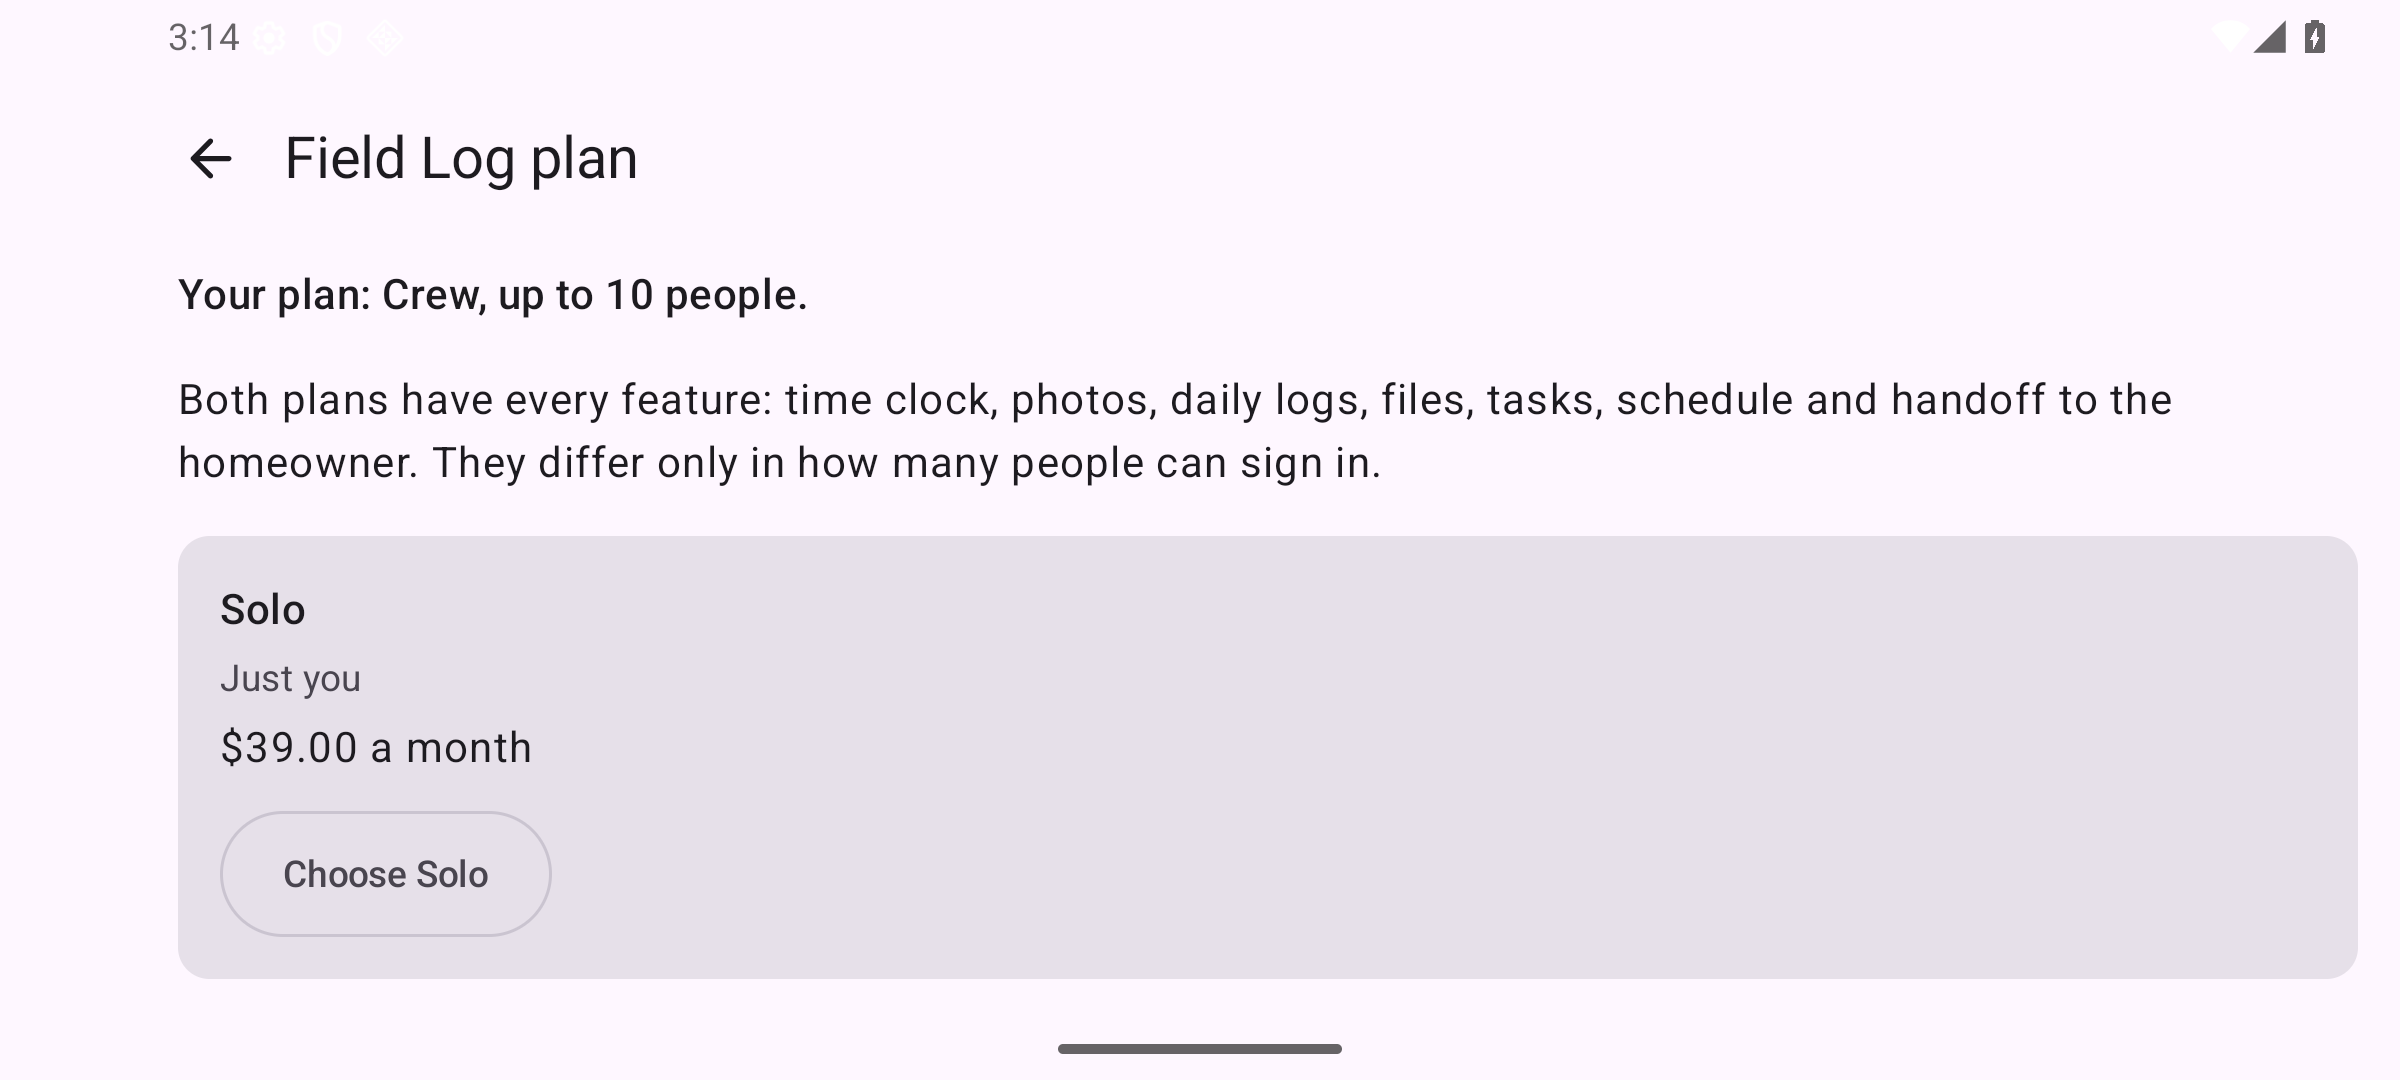 3:14
Field Log plan
Your plan: Crew, up to 10 people.
Both plans have every feature: time clock, photos, daily logs, files, tasks, schedule and handoff to the
homeowner. They differ only in how many people can sign in.
Solo
Just you
$39.00 a month
Choose Solo